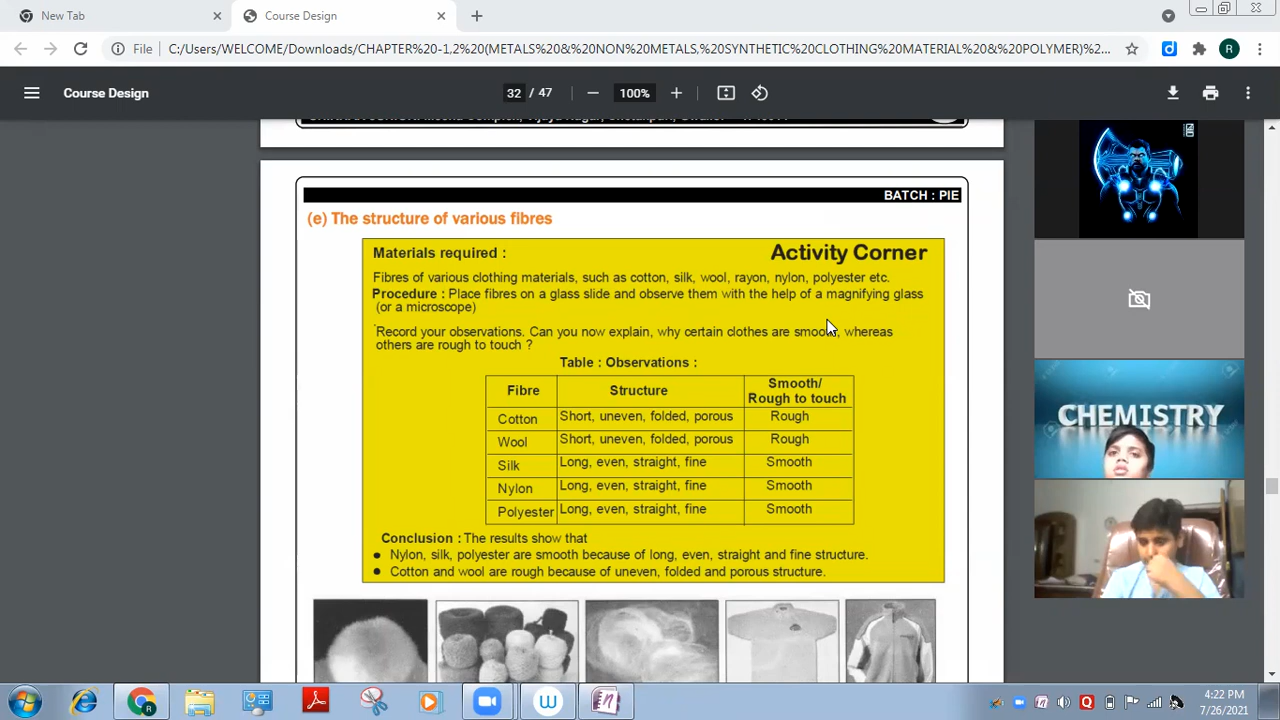 New Tab
Course Design
File C:/Users/WELCOME/Downloads/CHAPTER%20-1,2%20(METALS%20&%20NON%20METALS,%20SYNTHETIC%20CLOTHING%20MATERIAL%20&%20POLYMER)%2...
R
Course Design
32 / 47
100%
BATCH : PIE
(e) The structure of various fibres
Materials required :
Activity Corner
Fibres of various clothing materials, such as cotton, silk, wool, rayon, nylon, polyester etc.
Procedure : Place fibres on a glass slide and observe them with the help of a magnifying glass
(or a microscope)
Record your observations. Can you now explain, why certain clothes are smooth, whereas
others are rough to touch ?
Table : Observations :
Fibre Structure Smooth/
Rough to touch
Cotton Short, uneven, folded, porous Rough
Wool Short, uneven, folded, porous Rough
Silk Long, even, straight, fine Smooth
Nylon Long, even, straight, fine Smooth
Polyester Long, even, straight, fine Smooth
Conclusion : The results show that
• Nylon, silk, polyester are smooth because of long, even, straight and fine structure.
• Cotton and wool are rough because of uneven, folded and porous structure.
CHEMISTRY
4:22 PM
7/26/2021